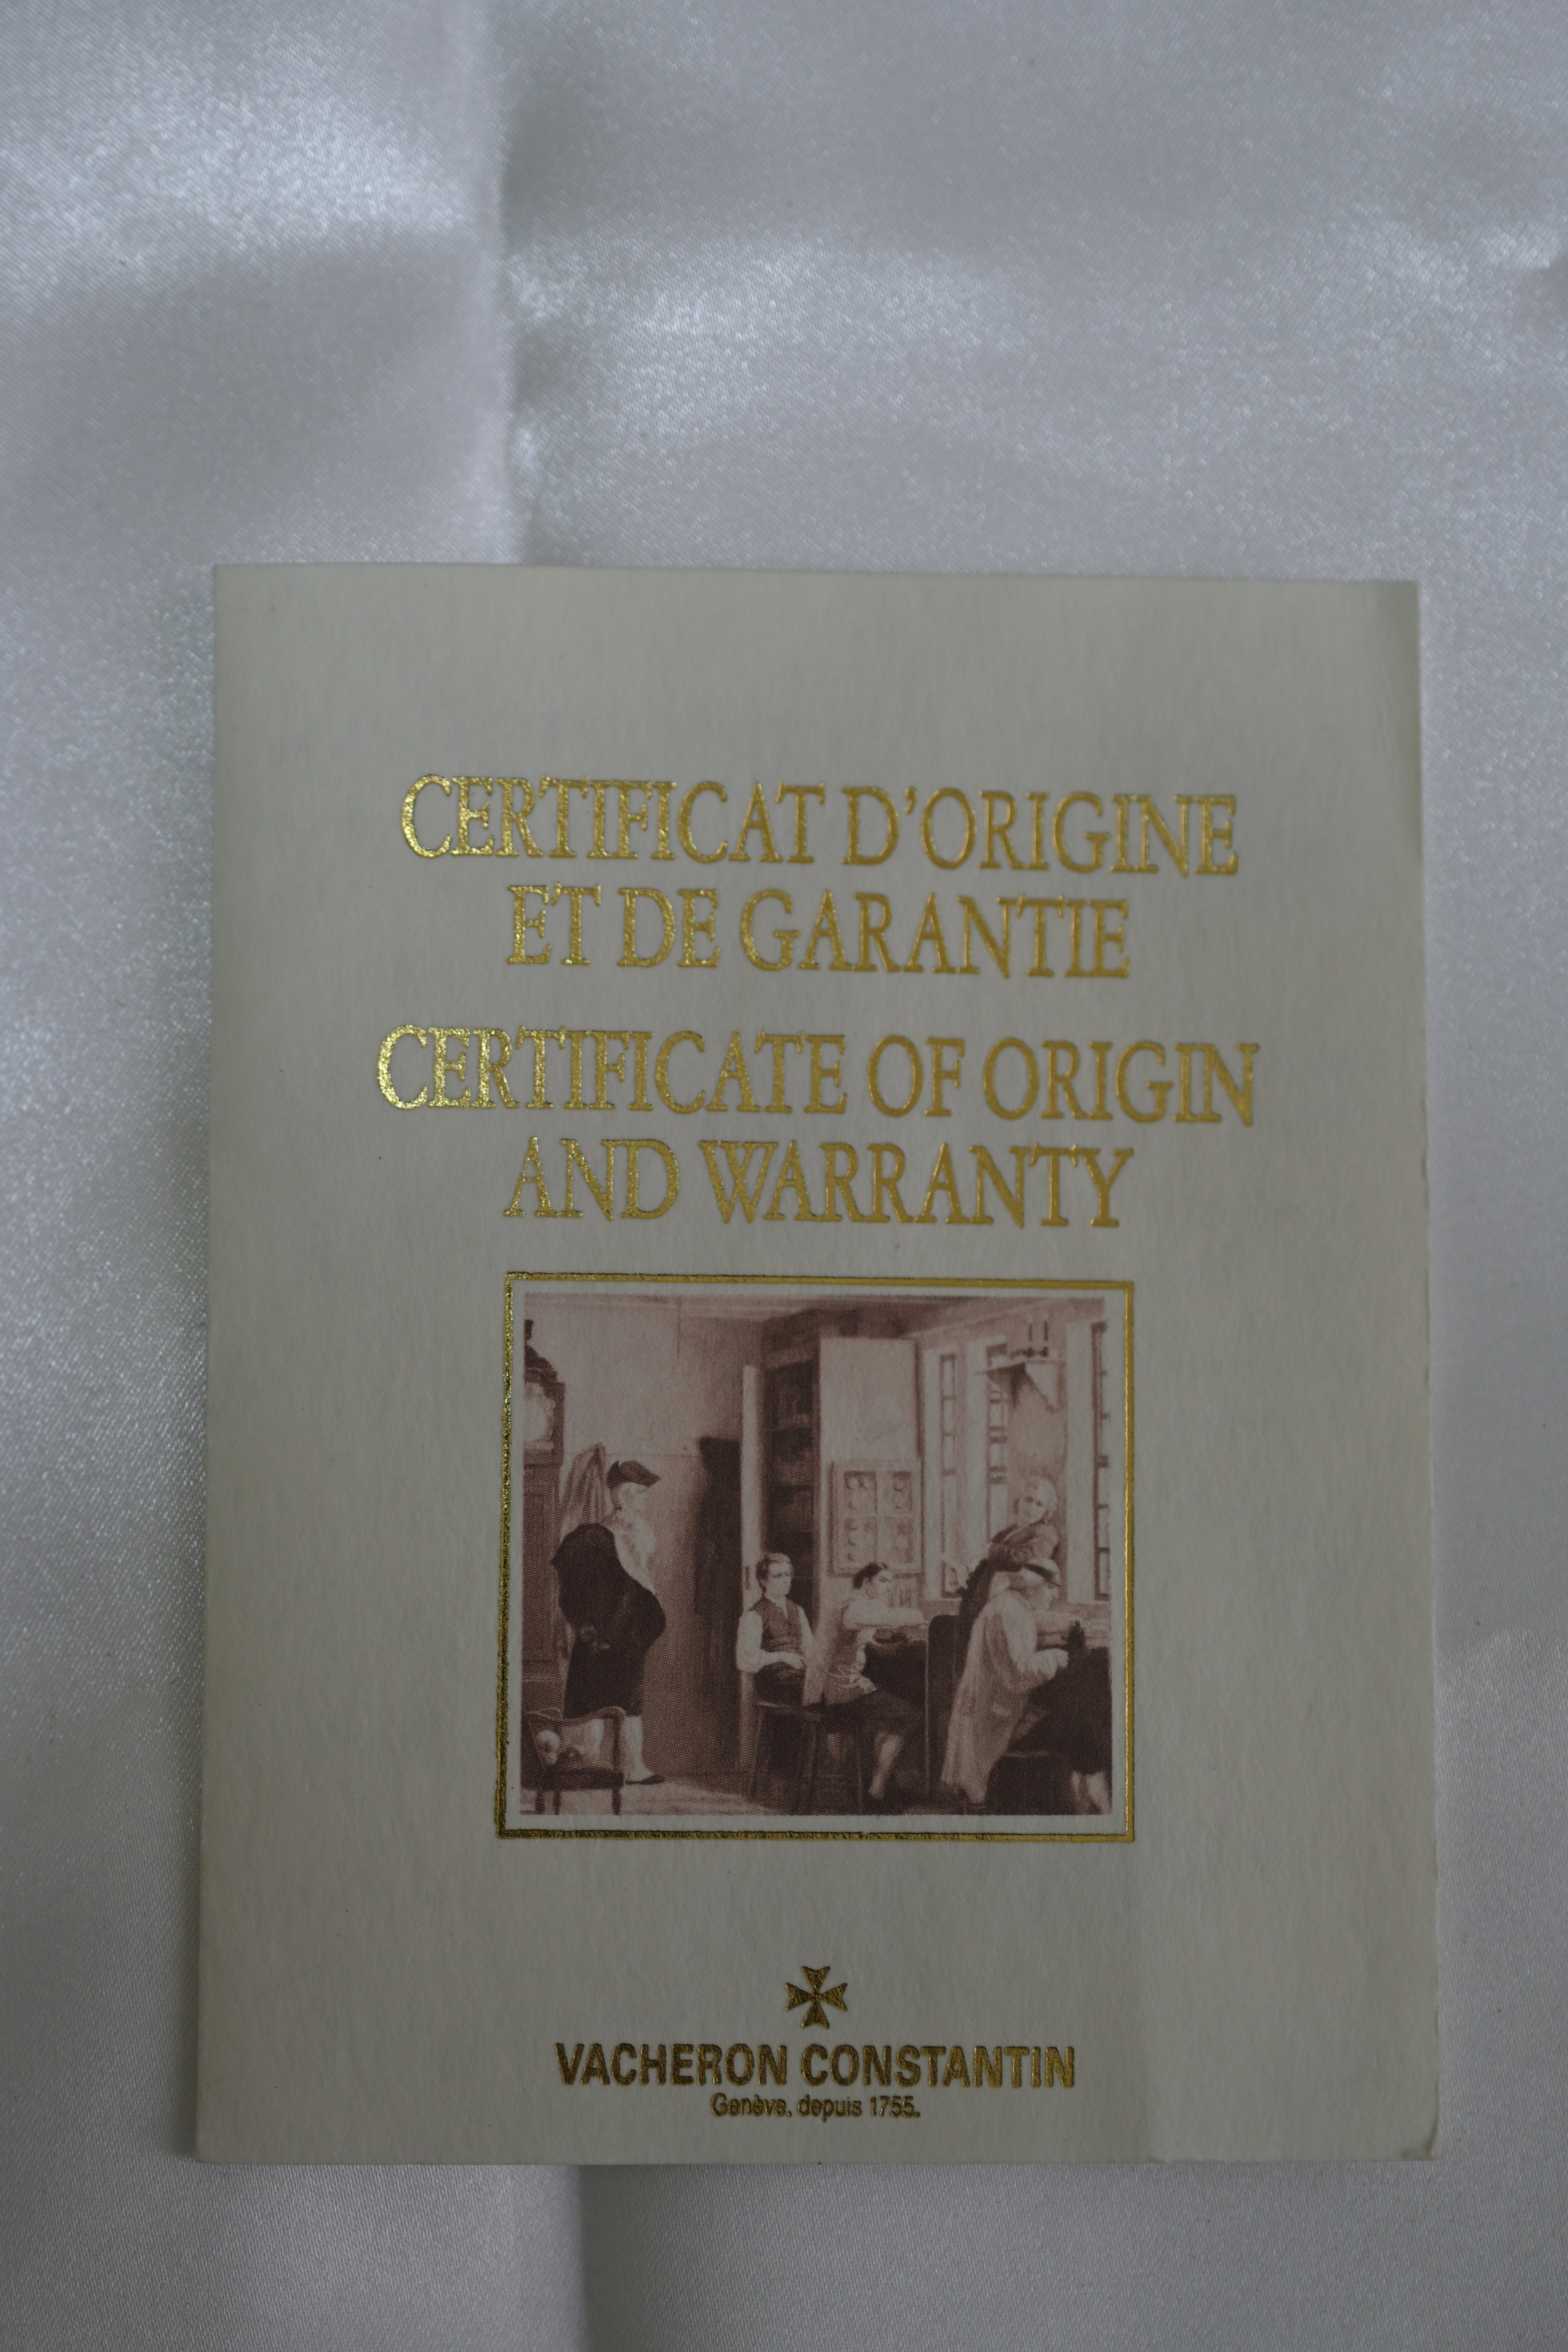 CERTIFICAT D'ORIGINE
ET DE GARANTIE
CERTIFICATE OF ORIGIN
AND WARRANTY
VACHERON CONSTANTIN
Genève, depuis 1755.